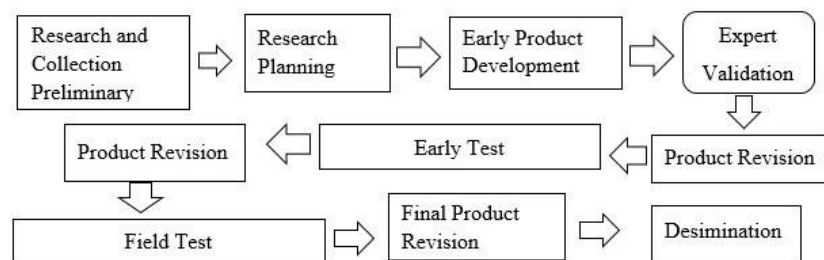 Research and
Collection
Preliminary
Research
Planning
Early Product
Development
Expert
Validation
Product Revision
Early Test
Product Revision
Field Test
Final Product
Revision
Desimination